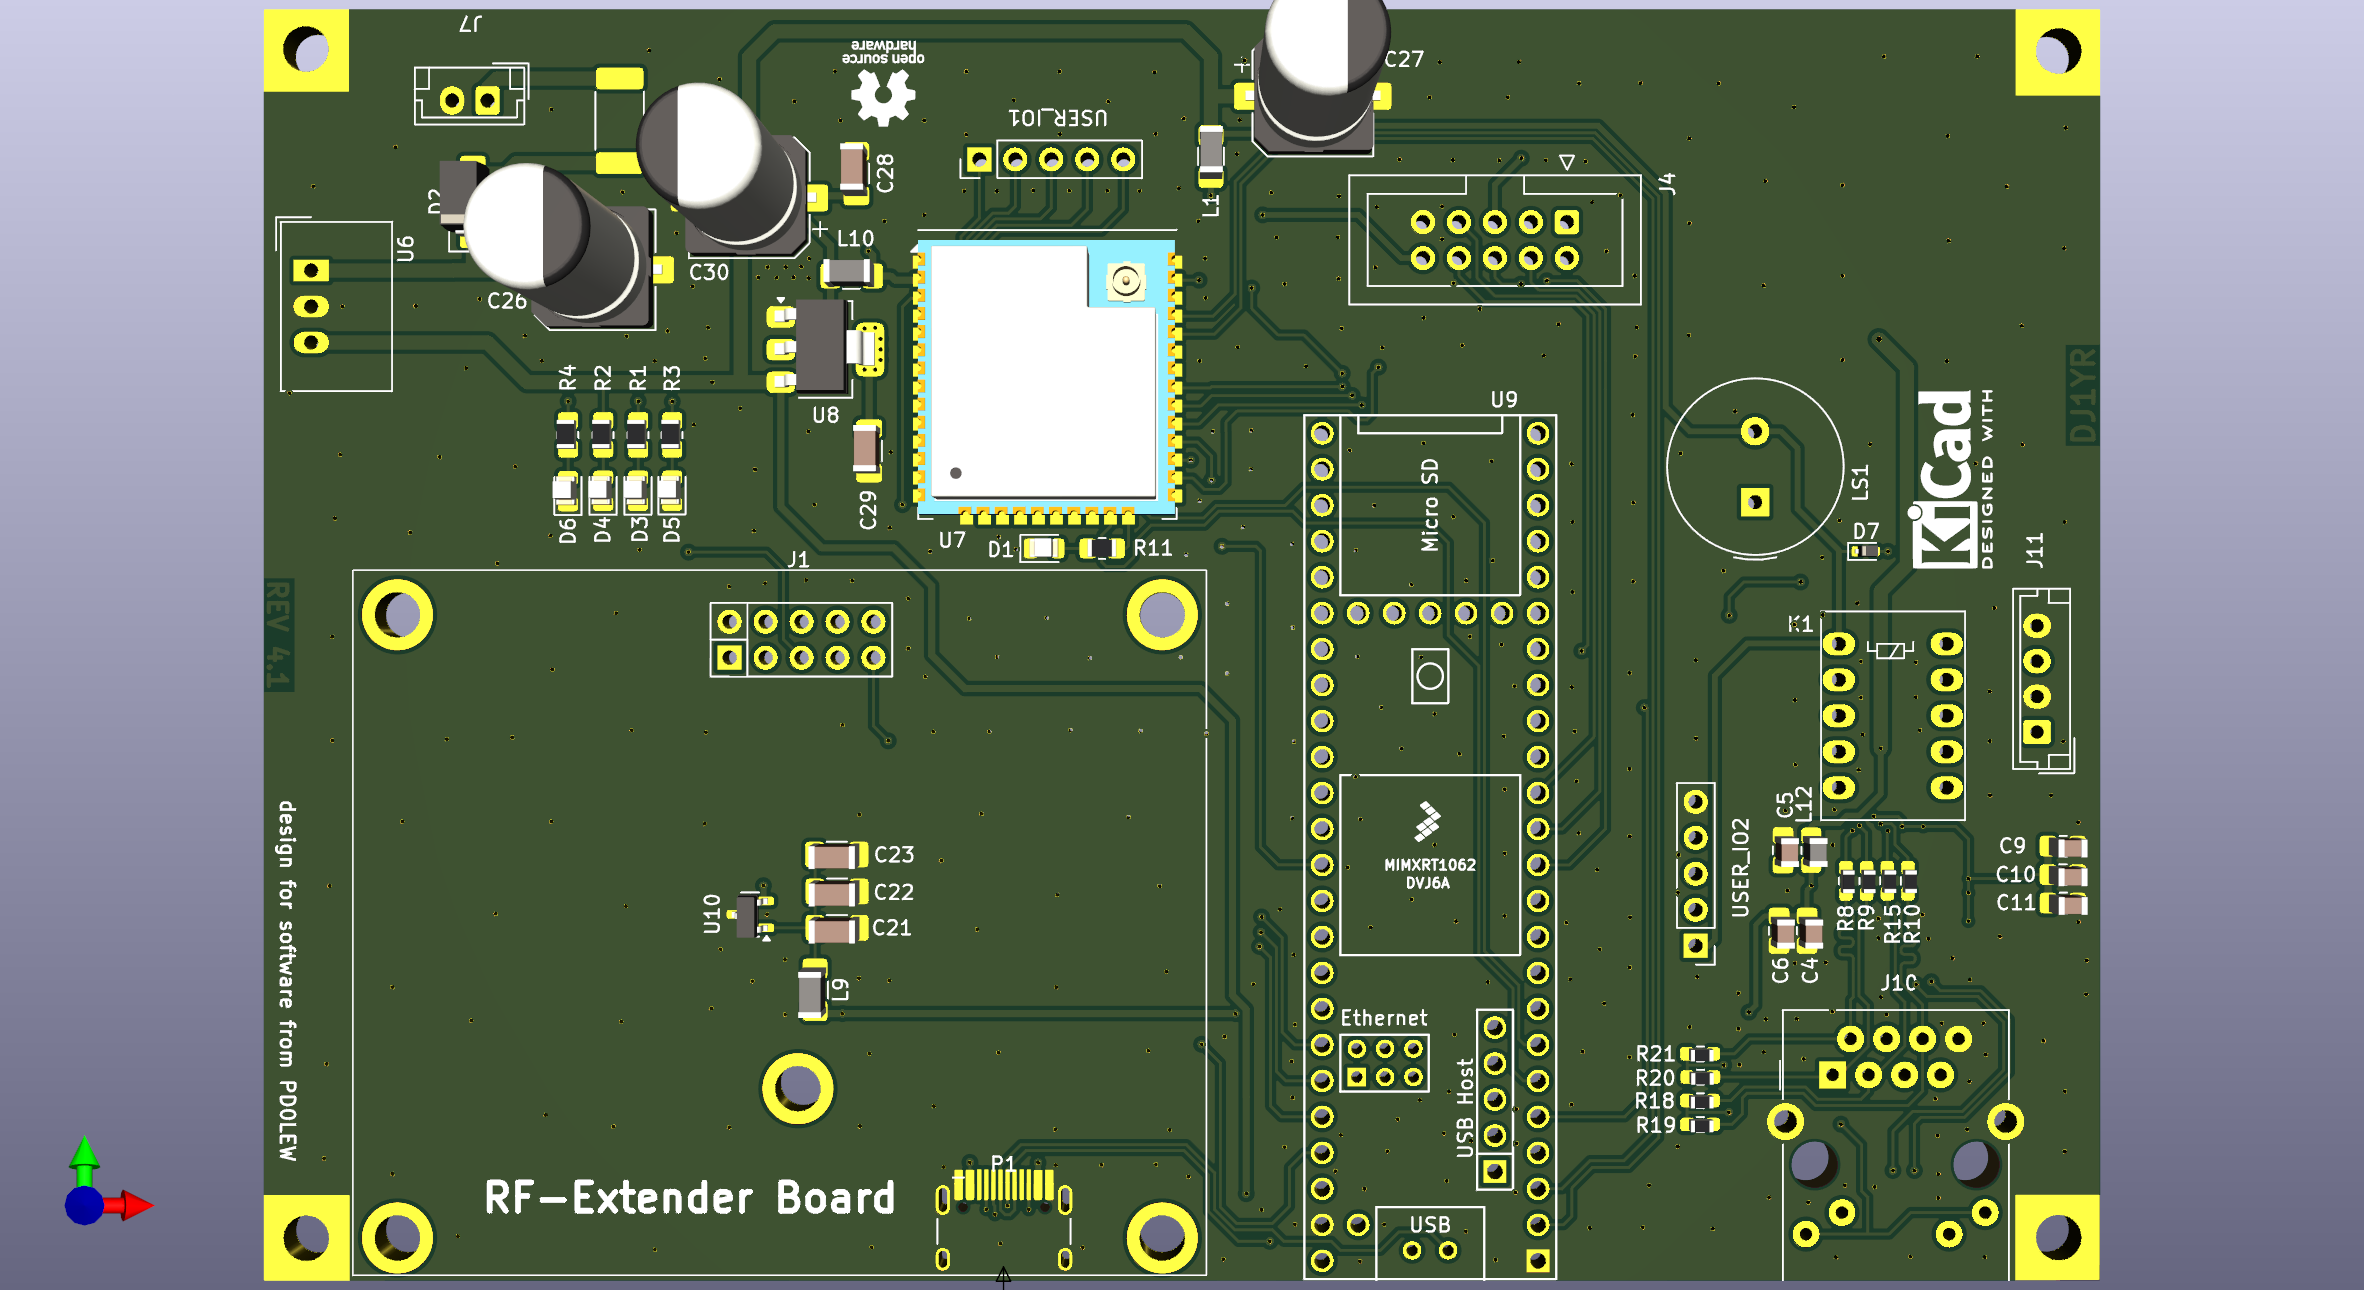 J7
open source
hardware
C27
USER_IO1
C28
J4
D2
L1
U6
L10
C30
C26
R4
R2
R1
R3
U8
U9
DJ1YR
KiCad
DESIGNED WITH
Micro SD
LS1
C29
D6
D4
D3
D5
U7
D1
R11
D7
J11
J1
REV 4.1
K1
C5
L12
design for software from PD0LEW
USER_IO2
C23
C22
C21
U10
MIMXRT1062
DVJ6A
C9
C10
C11
R8
R9
R15
R10
C6
C4
L9
J10
Ethernet
R21
R20
R18
R19
USB Host
P1
RF-Extender Board
USB